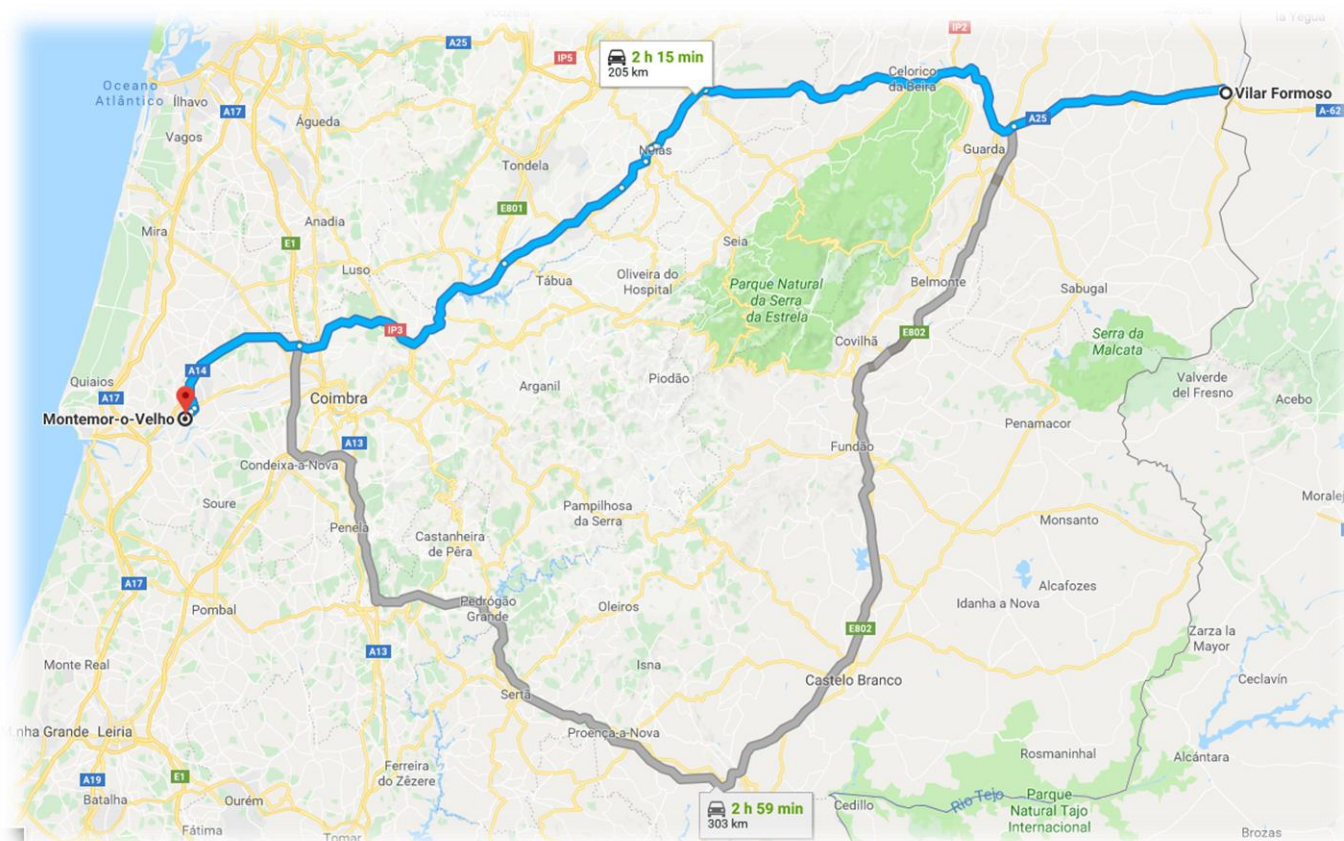 la Yegua
IP2
A25
IP5
2 h 15 min
205 km
Celorico
da Beira
Oceano
Atlântico
Ílhavo
A17
Vilar Formoso
A-62
Vagos
Águeda
A25
Nelas
Guarda
Tondela
E801
Anadia
Mira
E1
Seia
Luso
Oliveira do
Hospital
Tábua
Parque Natural
da Serra
da Estrela
Belmonte
Sabugal
IP3
E802
Serra da
Malcata
Covilhã
A14
Quiaios
A17
Arganil
Piodão
Valverde
del Fresno
Acebo
Coimbra
Montemor-o-Velho
Penamacor
A13
Fundão
Condeixa-a-Nova
Soure
Pampilhosa
da Serra
Monsanto
Penela
Castanheira
de Pêra
A17
Pombal
Pedrógão
Grande
Oleiros
Alcafozes
Idanha a Nova
E802
Zarza la
Mayor
A13
Monte Real
Isna
Castelo Branco
Ceclavín
Sertã
Leiria
Proença-a-Nova
Rosmaninhal
Alcántara
Ferreira
do Zêzere
A19
E1
Batalha
Ourém
2 h 59 min
303 km
Cedillo
Rio Tejo
Parque
Natural Tajo
Internacional
Fátima
Tomar
Brozas